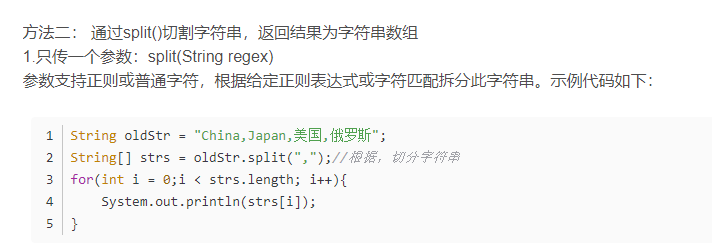 方法二： 通过split()切割字符串，返回结果为字符串数组
1.只传一个参数：split(String regex)
参数支持正则或普通字符，根据给定正则表达式或字符匹配拆分此字符串。示例代码如下：
1 String oldStr = "China,Japan,美国,俄罗斯";
2 String[] strs = oldStr.split(",");//根据，切分字符串
3 for(int i = 0;i < strs.length; i++){
4     System.out.println(strs[i]);
5 }